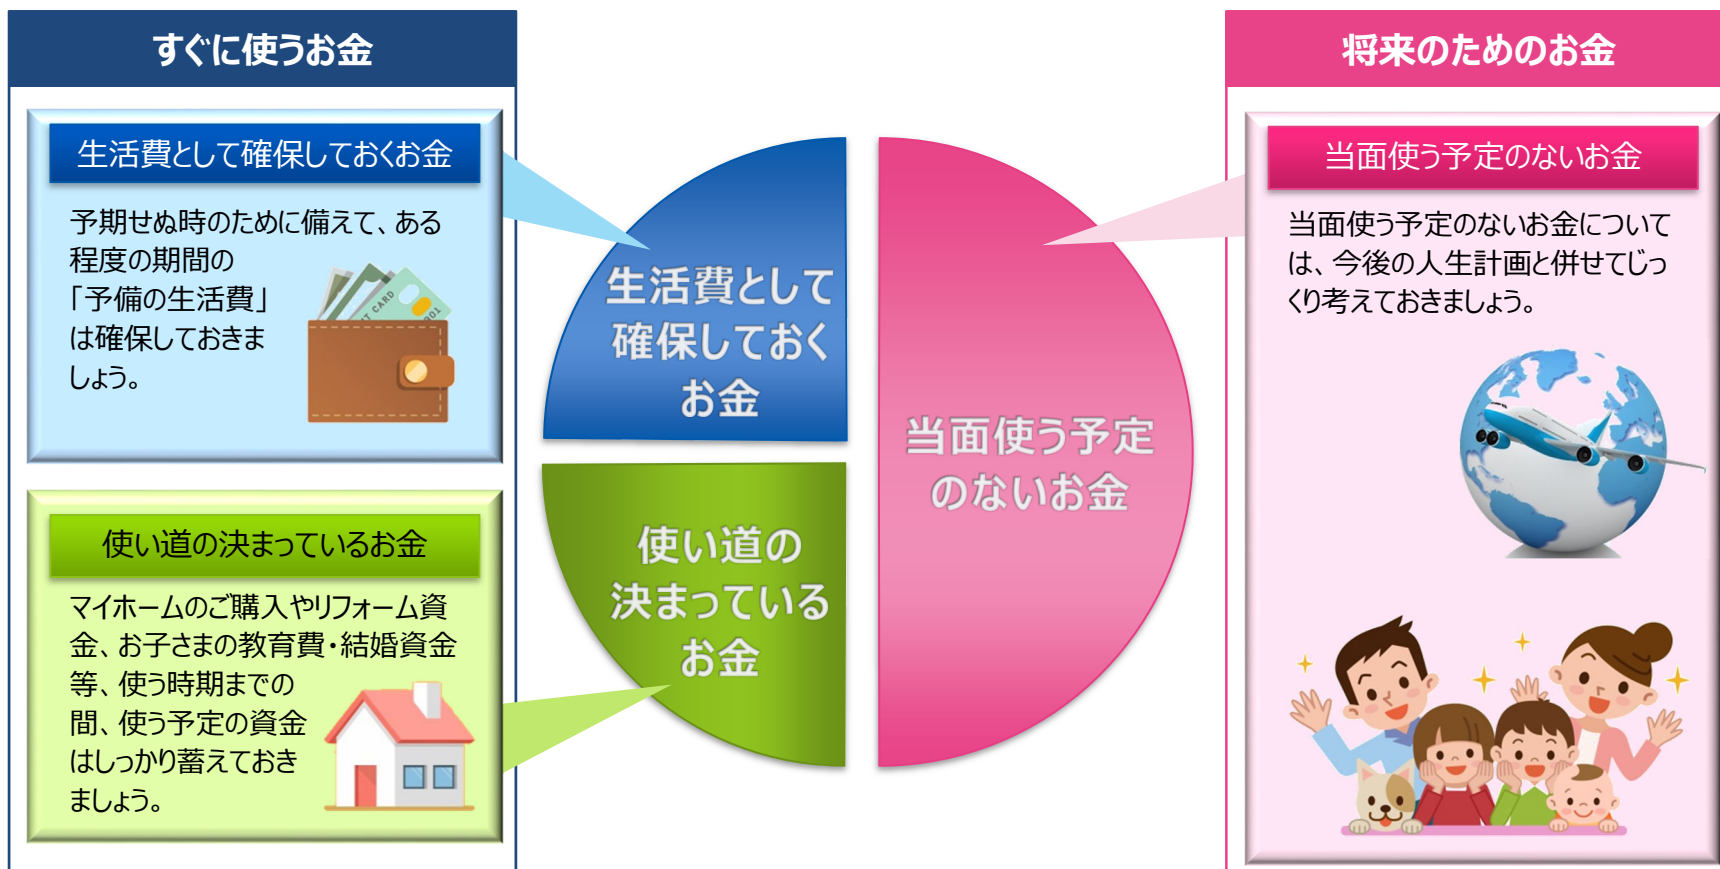 すぐに使うお金
生活費として確保しておくお金
予期せぬ時のために備えて、ある
程度の期間の
「予備の生活費」
は確保しておきま
しょう。
使い道の決まっているお金
マイホームのご購入やリフォーム資
金、お子さまの教育費・結婚資金
等、使う時期までの
間、使う予定の資金
はしっかり蓄えておき
ましょう。
生活費として
確保しておく
お金
使い道の
決まっている
お金
当面使う予定
のないお金
将来のためのお金
当面使う予定のないお金
当面使う予定のないお金について
は、今後の人生計画と併せてじっ
くり考えておきましょう。